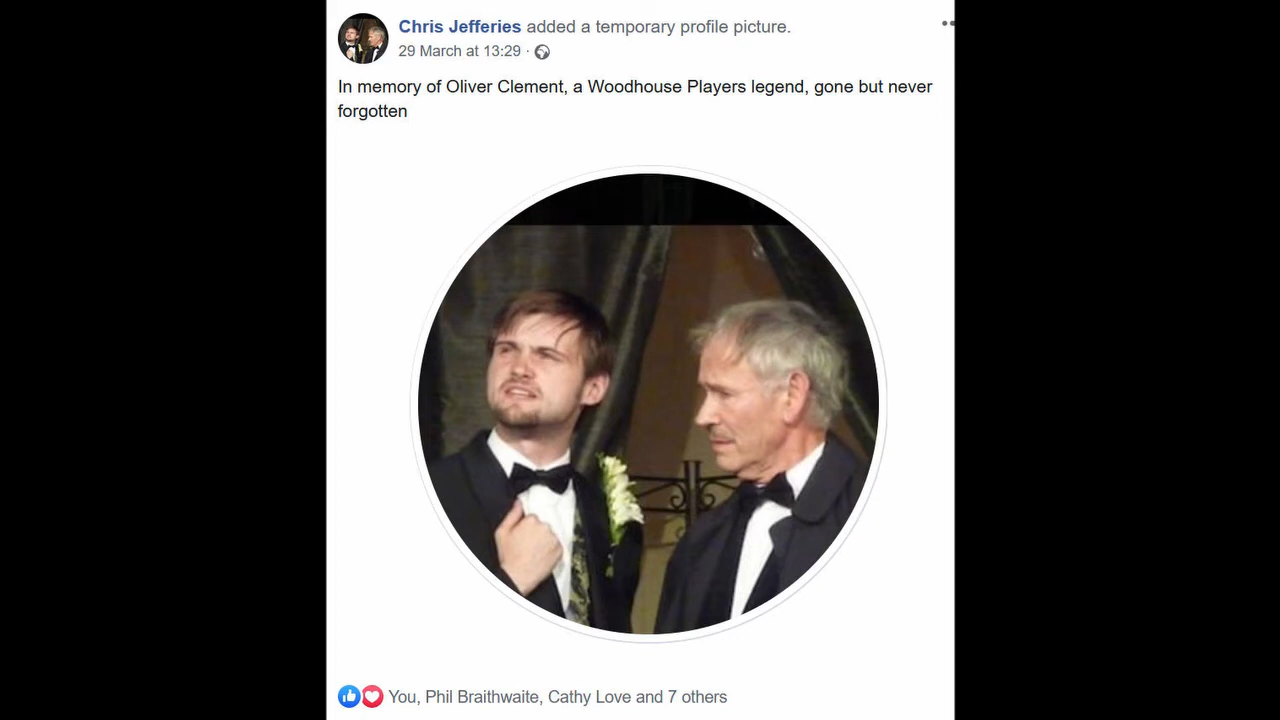 Chris Jefferies added a temporary profile picture.
29 March at 13:29 ·
In memory of Oliver Clement, a Woodhouse Players legend, gone but never
forgotten
You, Phil Braithwaite, Cathy Love and 7 others